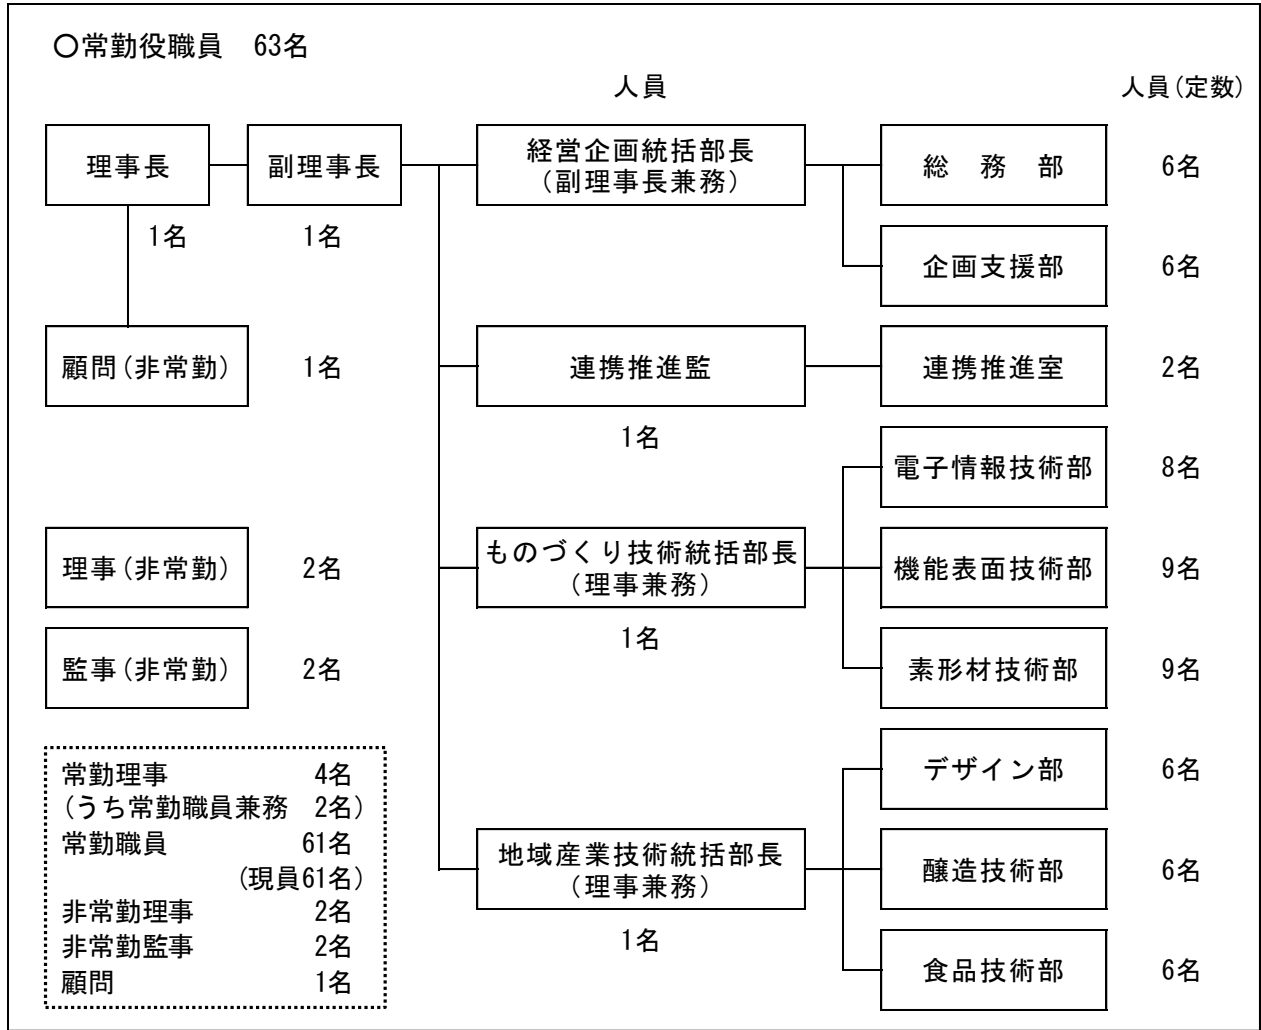 〇常勤役職員　63名
人員
人員(定数)
理事長
副理事長
経営企画統括部長
（副理事長兼務）
総　務　部
6名
1名
1名
企画支援部
6名
顧問(非常勤)
1名
連携推進監
連携推進室
2名
1名
電子情報技術部
8名
理事(非常勤)
2名
ものづくり技術統括部長
（理事兼務）
機能表面技術部
9名
1名
監事(非常勤)
2名
素形材技術部
9名
デザイン部
6名
地域産業技術統括部長
（理事兼務）
醸造技術部
6名
1名
食品技術部
6名
常勤理事　4名
(うち常勤職員兼務　2名)
常勤職員　61名
(現員61名)
非常勤理事　2名
非常勤監事　2名
顧問　1名